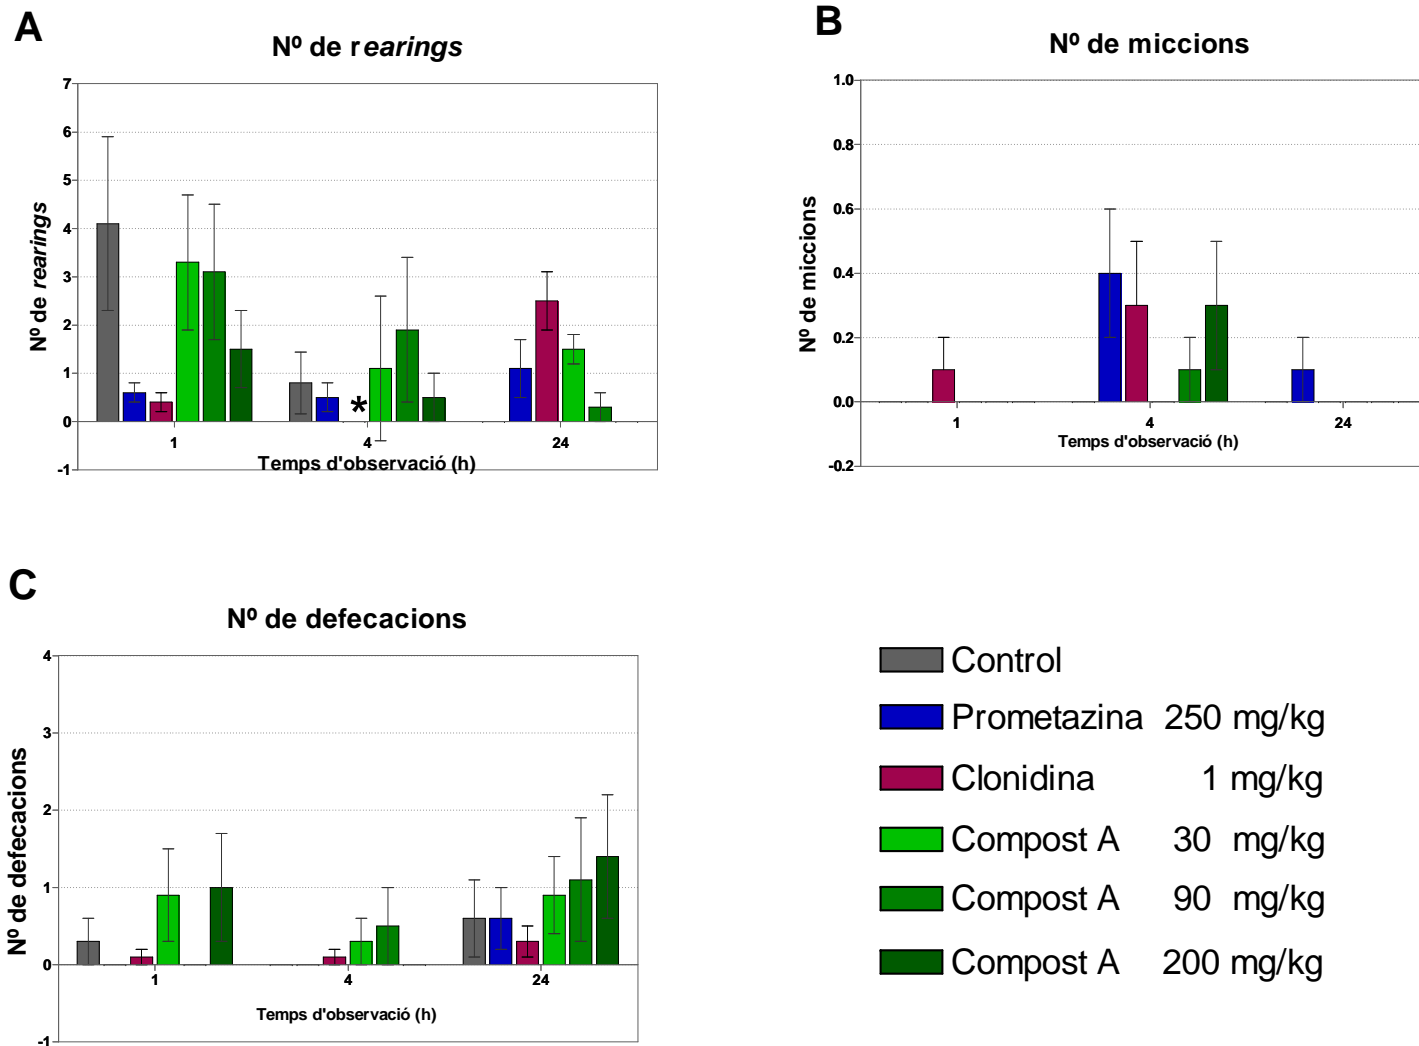 A
Nº de rearings
7
6
5
4
3
2
1
0
-1
Nº de rearings
*
1 4 24
Temps d'observació (h)
B
Nº de miccions
1.0
0.8
0.6
0.4
0.2
0.0
-0.2
Nº de miccions
1 4 24
Temps d'observació (h)
C
Nº de defecacions
4
3
2
1
0
-1
Nº de defecacions
1 4 24
Temps d'observació (h)
Control
Prometazina 250 mg/kg
Clonidina 1 mg/kg
Compost A 30 mg/kg
Compost A 90 mg/kg
Compost A 200 mg/kg